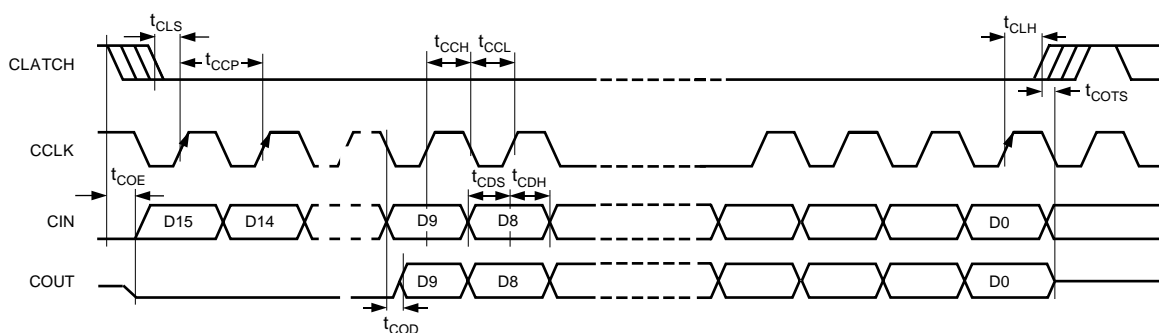 tCLS
tCLH
tCCH tCCL
CLATCH
tCCP
tCOTS
CCLK
tCOE
tCDS tCDH
CIN D15 D14 D9 D8 D0
COUT D9 D8 D0
tCOD